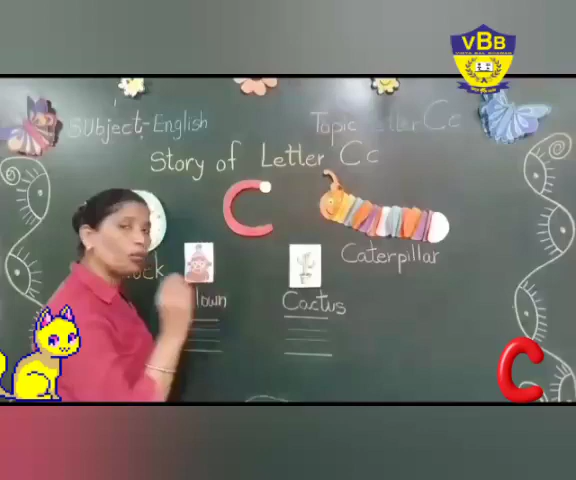 VBB
Subject:-English
Topic Letter Cc
Story of Letter Cc
C
Caterpillar
Cactus
C